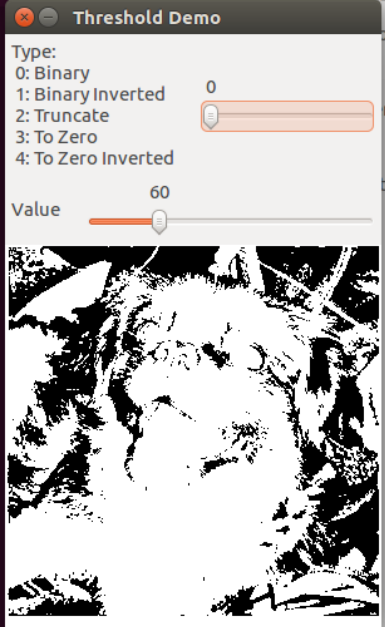 Threshold Demo
Type:
0: Binary
1: Binary Inverted
2: Truncate
3: To Zero
4: To Zero Inverted
0
60
Value